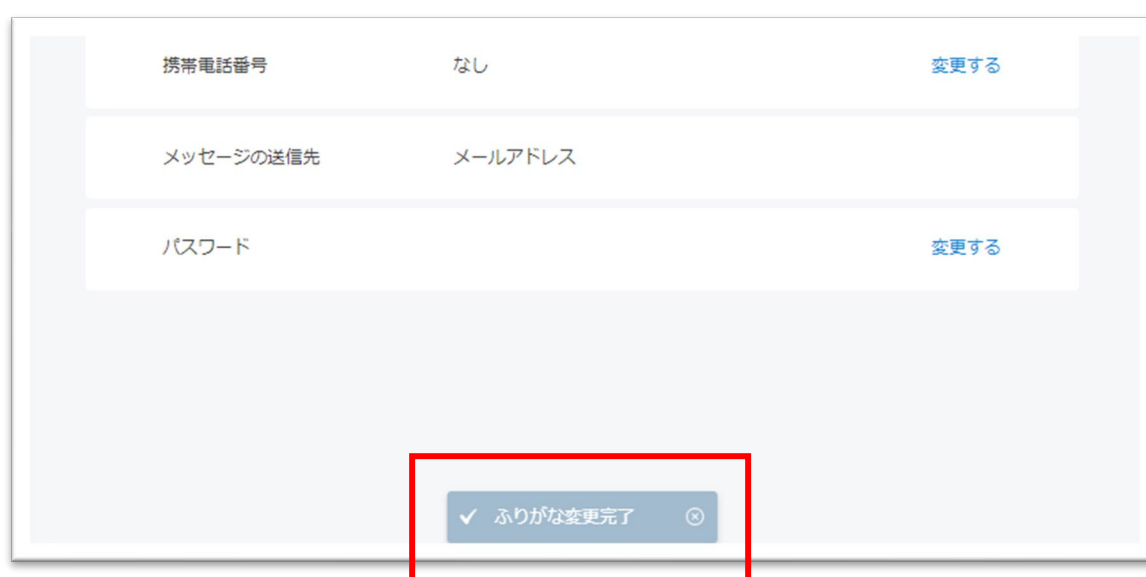 携帯電話番号 なし 変更する
メッセージの送信先 メールアドレス
パスワード 変更する
ふりがな変更完了